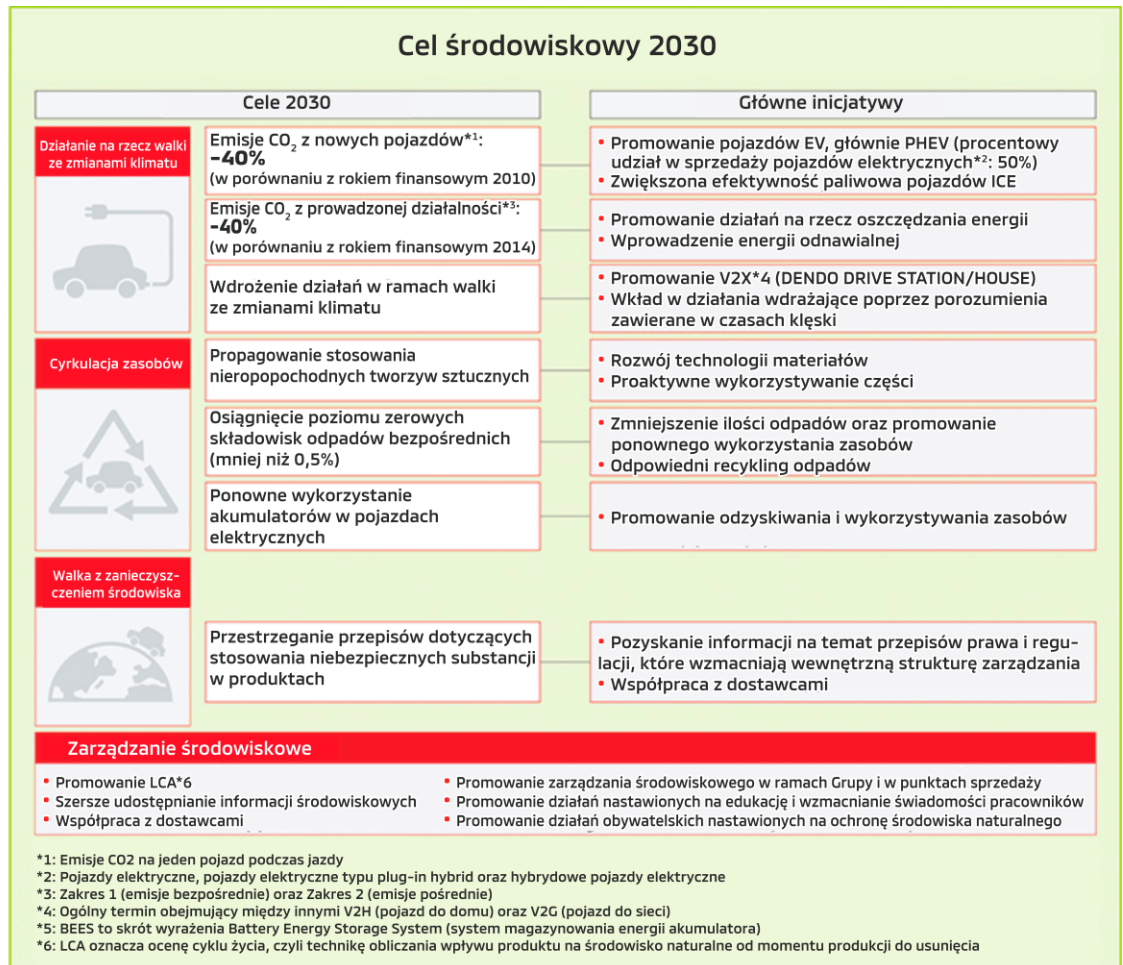 Cel środowiskowy 2030
Cele 2030
Główne inicjatywy
Działanie na rzecz walki
ze zmianami klimatu
Emisje CO₂ z nowych pojazdów*¹:
–40%
(w porównaniu z rokiem finansowym 2010)
• Promowanie pojazdów EV, głównie PHEV (procentowy
udział w sprzedaży pojazdów elektrycznych*²: 50%)
• Zwiększona efektywność paliwowa pojazdów ICE
Emisje CO₂ z prowadzonej działalności*³:
-40%
(w porównaniu z rokiem finansowym 2014)
• Promowanie działań na rzecz oszczędzania energii
• Wprowadzenie energii odnawialnej
Wdrożenie działań w ramach walki
ze zmianami klimatu
• Promowanie V2X*4 (DENDO DRIVE STATION/HOUSE)
• Wkład w działania wdrażające poprzez porozumienia
zawierane w czasach klęski
Cyrkulacja zasobów
Propagowanie stosowania
nieropopochodnych tworzyw sztucznych
• Rozwój technologii materiałów
• Proaktywne wykorzystywanie części
Osiągnięcie poziomu zerowych
składowisk odpadów bezpośrednich
(mniej niż 0,5%)
• Zmniejszenie ilości odpadów oraz promowanie
ponownego wykorzystania zasobów
• Odpowiedni recykling odpadów
Ponowne wykorzystanie
akumulatorów w pojazdach
elektrycznych
• Promowanie odzyskiwania i wykorzystywania zasobów
Walka z zanieczysz-
czeniem środowiska
Przestrzeganie przepisów dotyczących
stosowania niebezpiecznych substancji
w produktach
• Pozyskanie informacji na temat przepisów prawa i regu-
lacji, które wzmacniają wewnętrzną strukturę zarządzania
• Współpraca z dostawcami
Zarządzanie środowiskowe
• Promowanie LCA*6
• Szersze udostępnianie informacji środowiskowych
• Współpraca z dostawcami
• Promowanie zarządzania środowiskowego w ramach Grupy i w punktach sprzedaży
• Promowanie działań nastawionych na edukację i wzmacnianie świadomości pracowników
• Promowanie działań obywatelskich nastawionych na ochronę środowiska naturalnego
*1: Emisje CO2 na jeden pojazd podczas jazdy
*2: Pojazdy elektryczne, pojazdy elektryczne typu plug-in hybrid oraz hybrydowe pojazdy elektryczne
*3: Zakres 1 (emisje bezpośrednie) oraz Zakres 2 (emisje pośrednie)
*4: Ogólny termin obejmujący między innymi V2H (pojazd do domu) oraz V2G (pojazd do sieci)
*5: BEES to skrót wyrażenia Battery Energy Storage System (system magazynowania energii akumulatora)
*6: LCA oznacza ocenę cyklu życia, czyli technikę obliczania wpływu produktu na środowisko naturalne od momentu produkcji do usunięcia